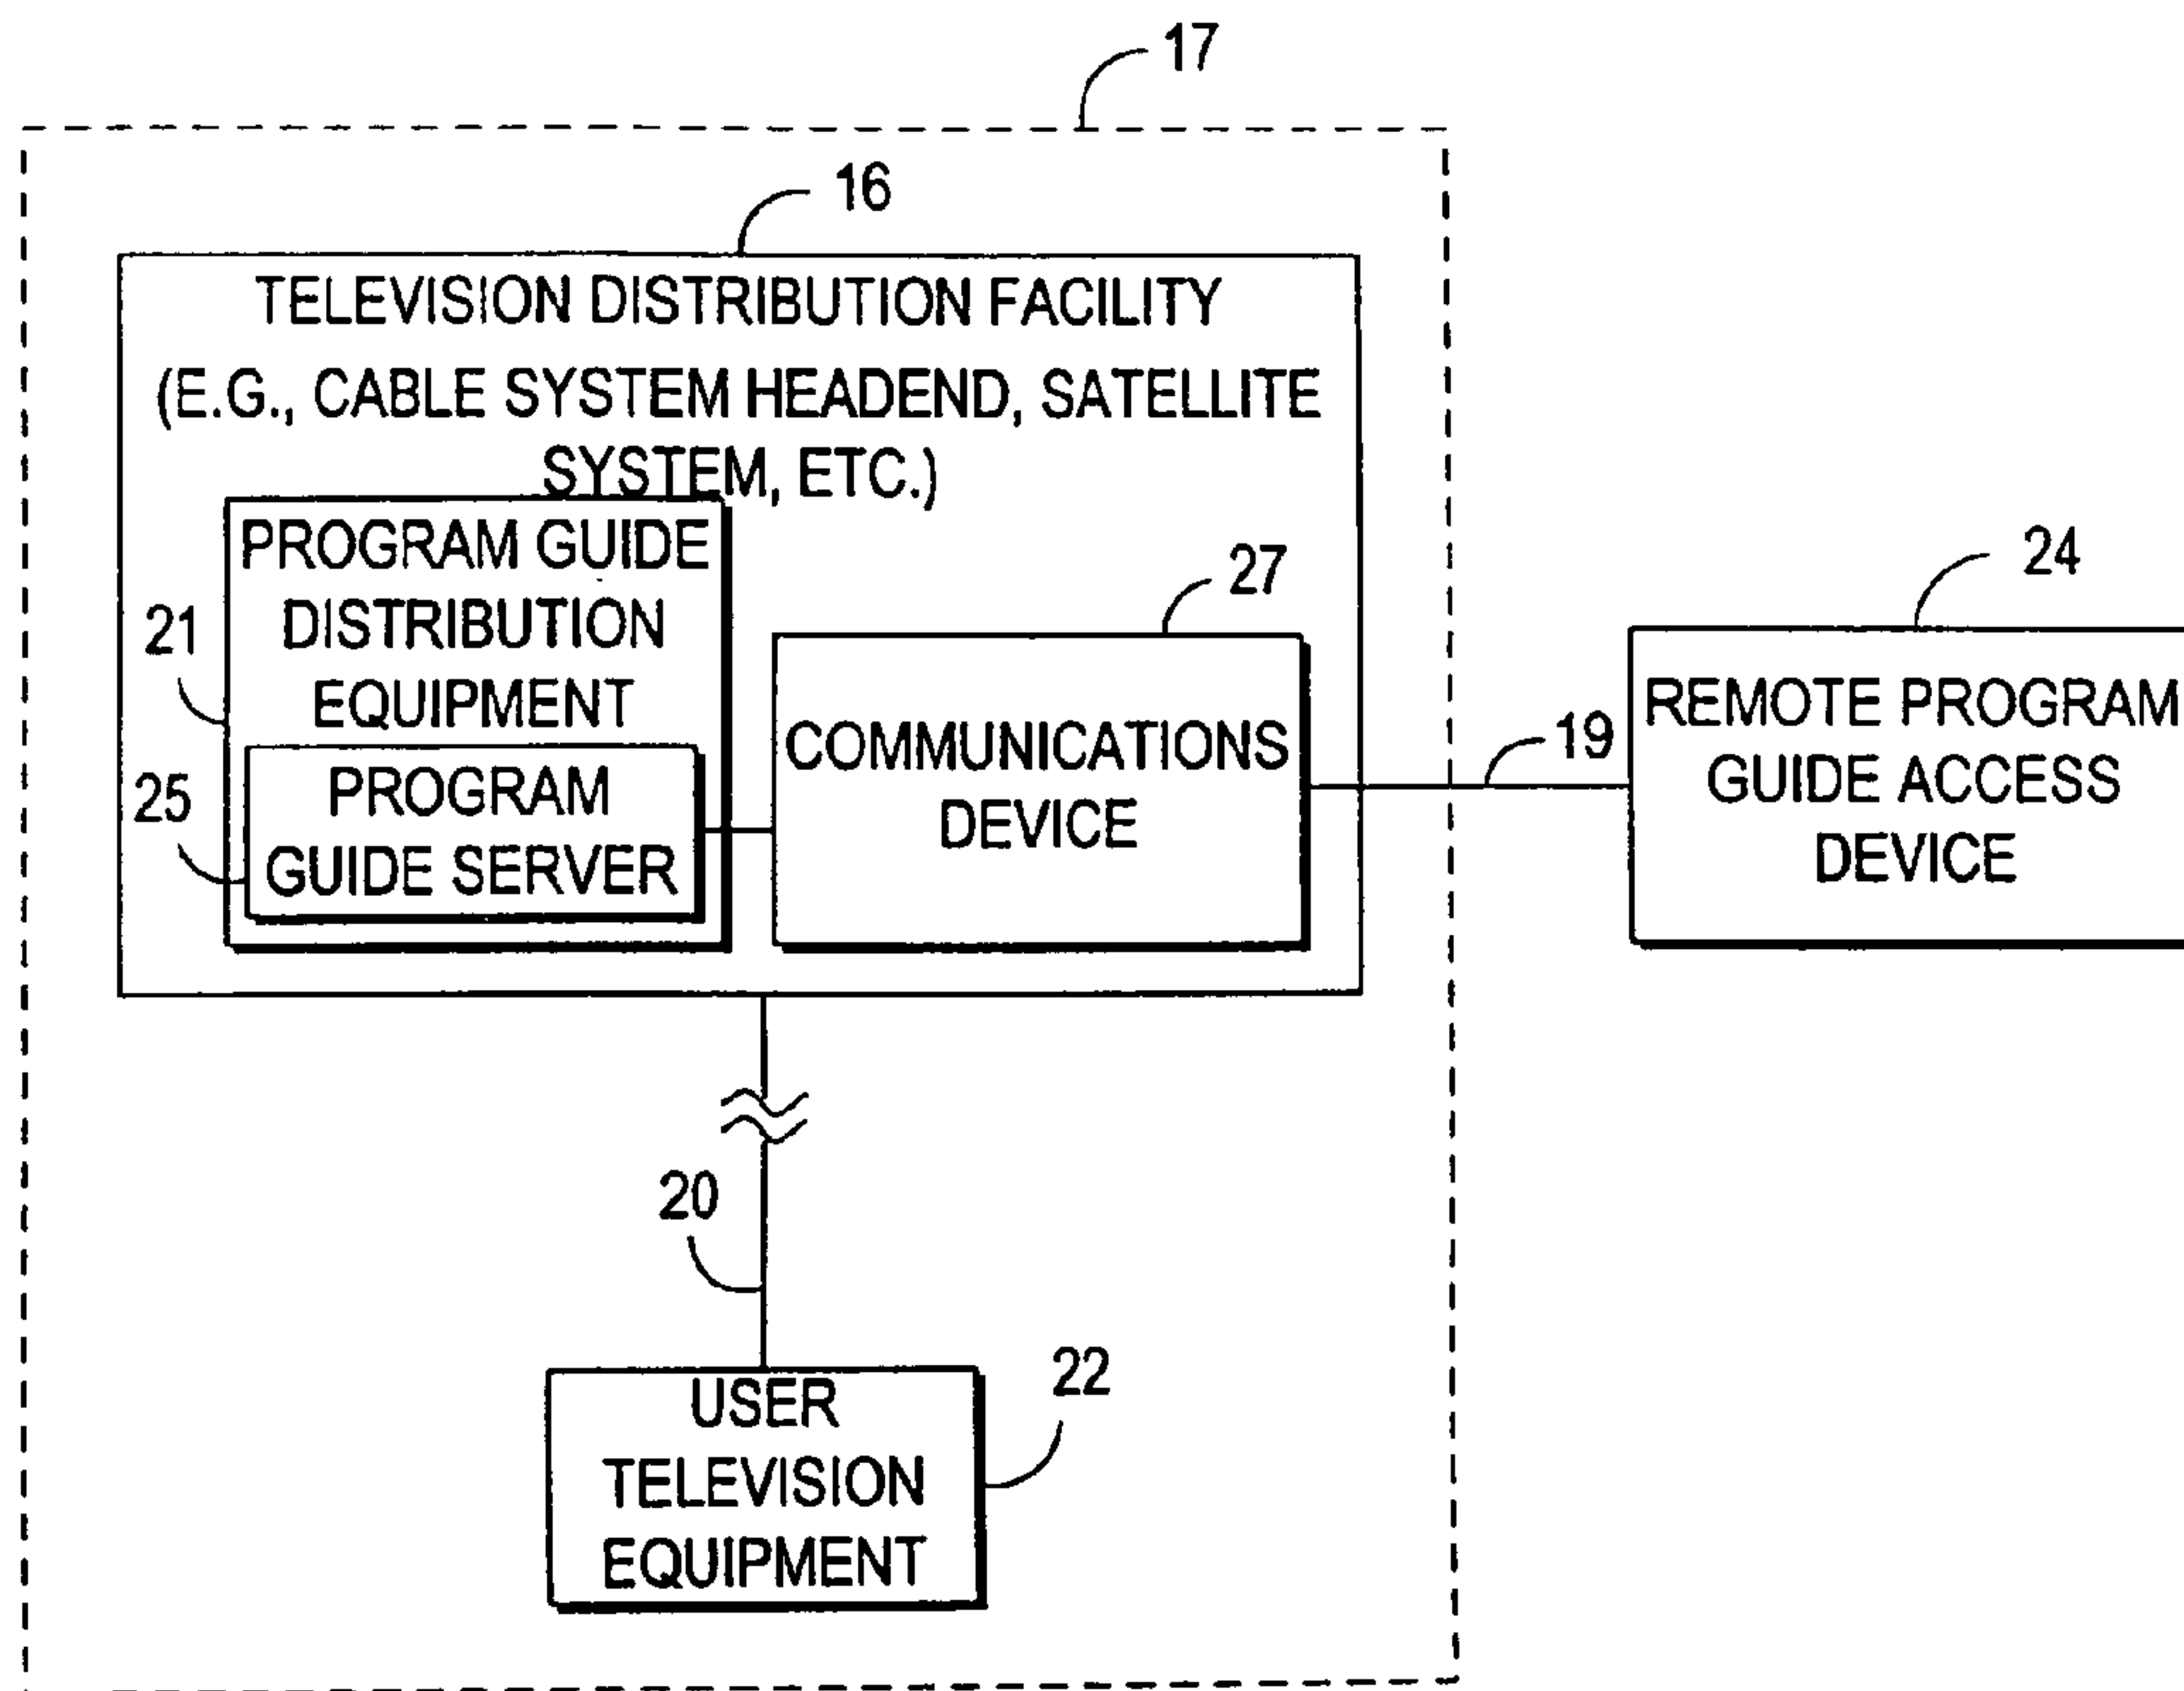 17
16
TELEVISION DISTRIBUTION FACILITY
(E.G., CABLE SYSTEM HEADEND, SATELLITE
SYSTEM, ETC.)
PROGRAM GUIDE
DISTRIBUTION
EQUIPMENT
21
25
PROGRAM
GUIDE SERVER
27
COMMUNICATIONS
DEVICE
19
24
REMOTE PROGRAM
GUIDE ACCESS
DEVICE
20
22
USER
TELEVISION
EQUIPMENT